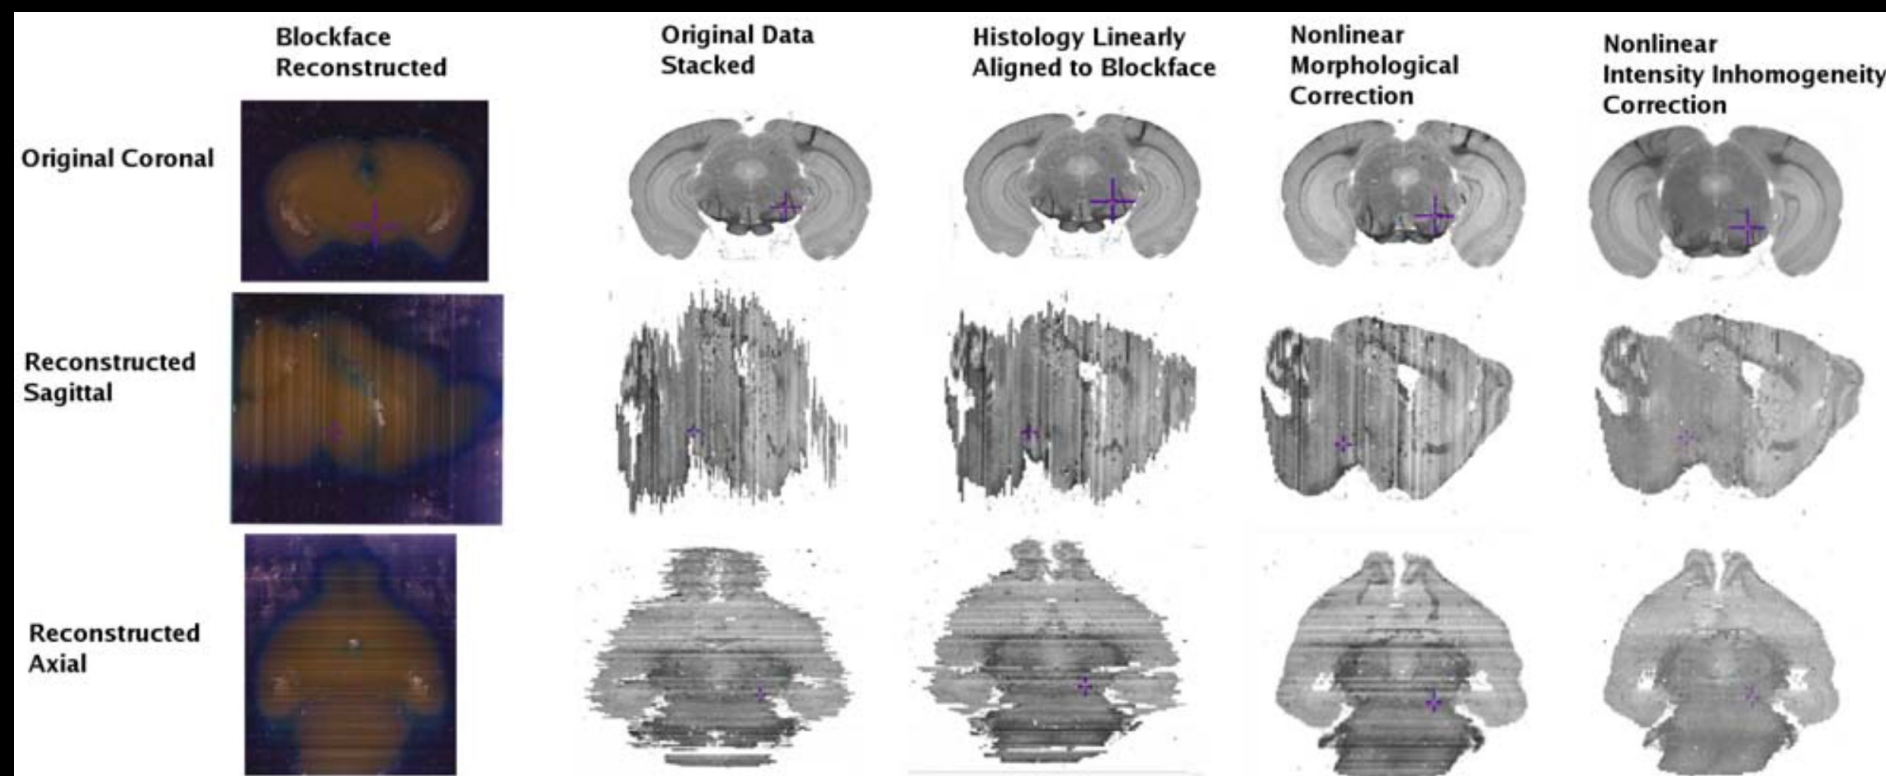 Blockface
Reconstructed
Original Data
Stacked
Histology Linearly
Aligned to Blockface
Nonlinear
Morphological
Correction
Nonlinear
Intensity Inhomogeneity
Correction
Original Coronal
Reconstructed
Sagittal
Reconstructed
Axial